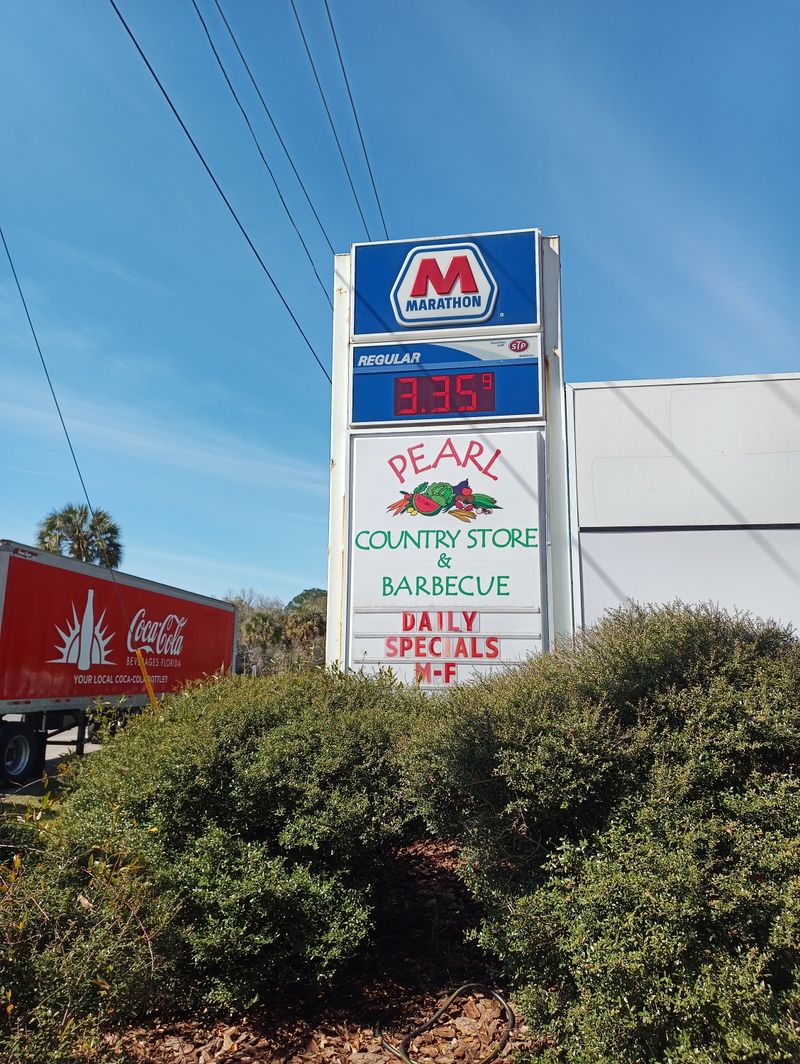 M
MARATHON
REGULAR
STP
3.35 9
PEARL
COUNTRY STORE
&
BARBECUE
DAILY
SPECIALS
M-F
Coca-Cola
BEVERAGES FLORIDA
YOUR LOCAL COCA-COLA BOTTLER